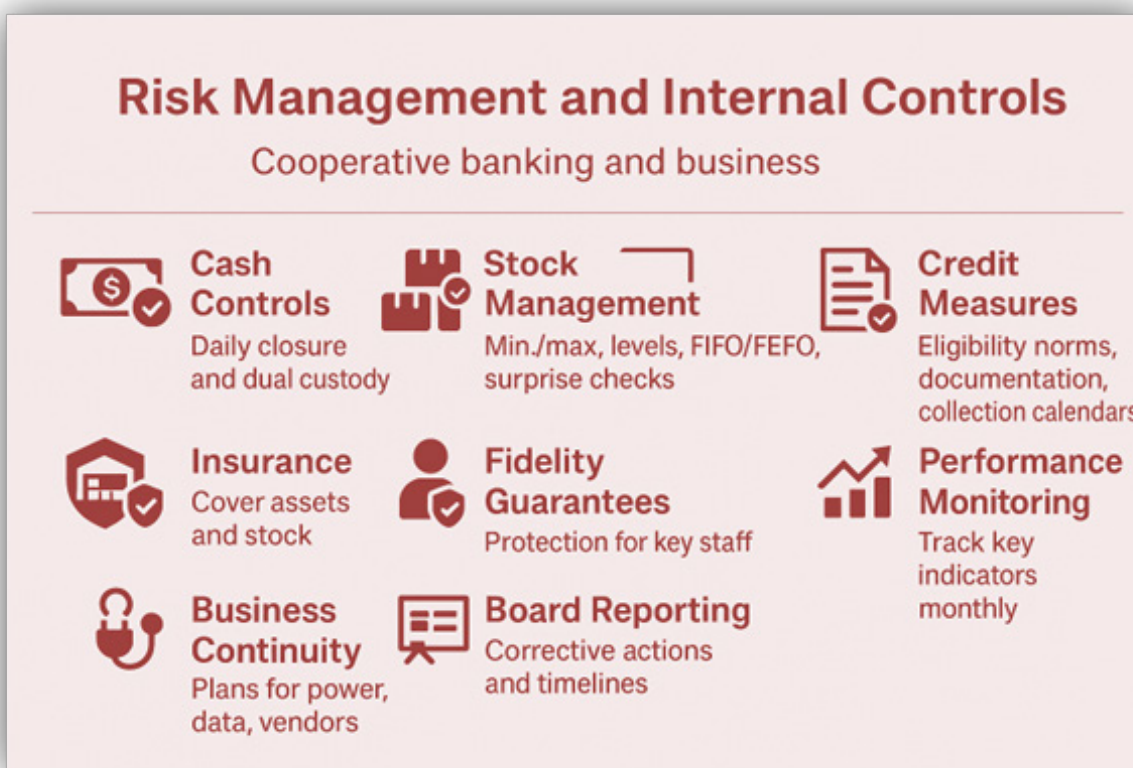 Risk Management and Internal Controls
Cooperative banking and business
Cash
Controls
Daily closure
and dual custody
Stock
Management
Min./max, levels, FIFO/FEFO,
surprise checks
Credit
Measures
Eligibility norms,
documentation,
collection calendars
Insurance
Cover assets
and stock
Fidelity
Guarantees
Protection for key staff
Performance
Monitoring
Track key
indicators
monthly
Business
Continuity
Plans for power,
data, vendors
Board Reporting
Corrective actions
and timelines